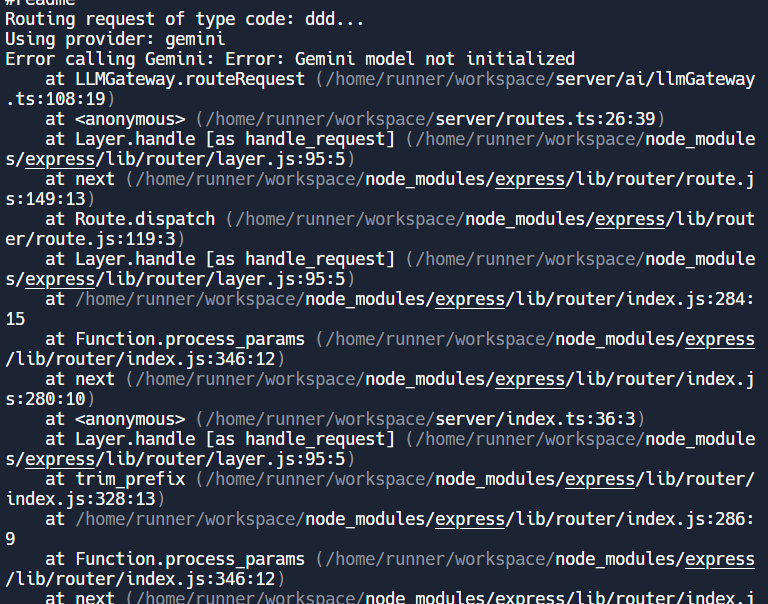 #readme
Routing request of type code: ddd...
Using provider: gemini
Error calling Gemini: Error: Gemini model not initialized
    at LLMGateway.routeRequest (/home/runner/workspace/server/ai/llmGateway
.ts:108:19)
    at <anonymous> (/home/runner/workspace/server/routes.ts:26:39)
    at Layer.handle [as handle_request] (/home/runner/workspace/node_module
s/express/lib/router/layer.js:95:5)
    at next (/home/runner/workspace/node_modules/express/lib/router/route.j
s:149:13)
    at Route.dispatch (/home/runner/workspace/node_modules/express/lib/rout
er/route.js:119:3)
    at Layer.handle [as handle_request] (/home/runner/workspace/node_module
s/express/lib/router/layer.js:95:5)
    at /home/runner/workspace/node_modules/express/lib/router/index.js:284:
15
    at Function.process_params (/home/runner/workspace/node_modules/express
/lib/router/index.js:346:12)
    at next (/home/runner/workspace/node_modules/express/lib/router/index.j
s:280:10)
    at <anonymous> (/home/runner/workspace/server/index.ts:36:3)
    at Layer.handle [as handle_request] (/home/runner/workspace/node_module
s/express/lib/router/layer.js:95:5)
    at trim_prefix (/home/runner/workspace/node_modules/express/lib/router/
index.js:328:13)
    at /home/runner/workspace/node_modules/express/lib/router/index.js:286:
9
    at Function.process_params (/home/runner/workspace/node_modules/express
/lib/router/index.js:346:12)
    at next (/home/runner/workspace/node_modules/express/lib/router/index.j